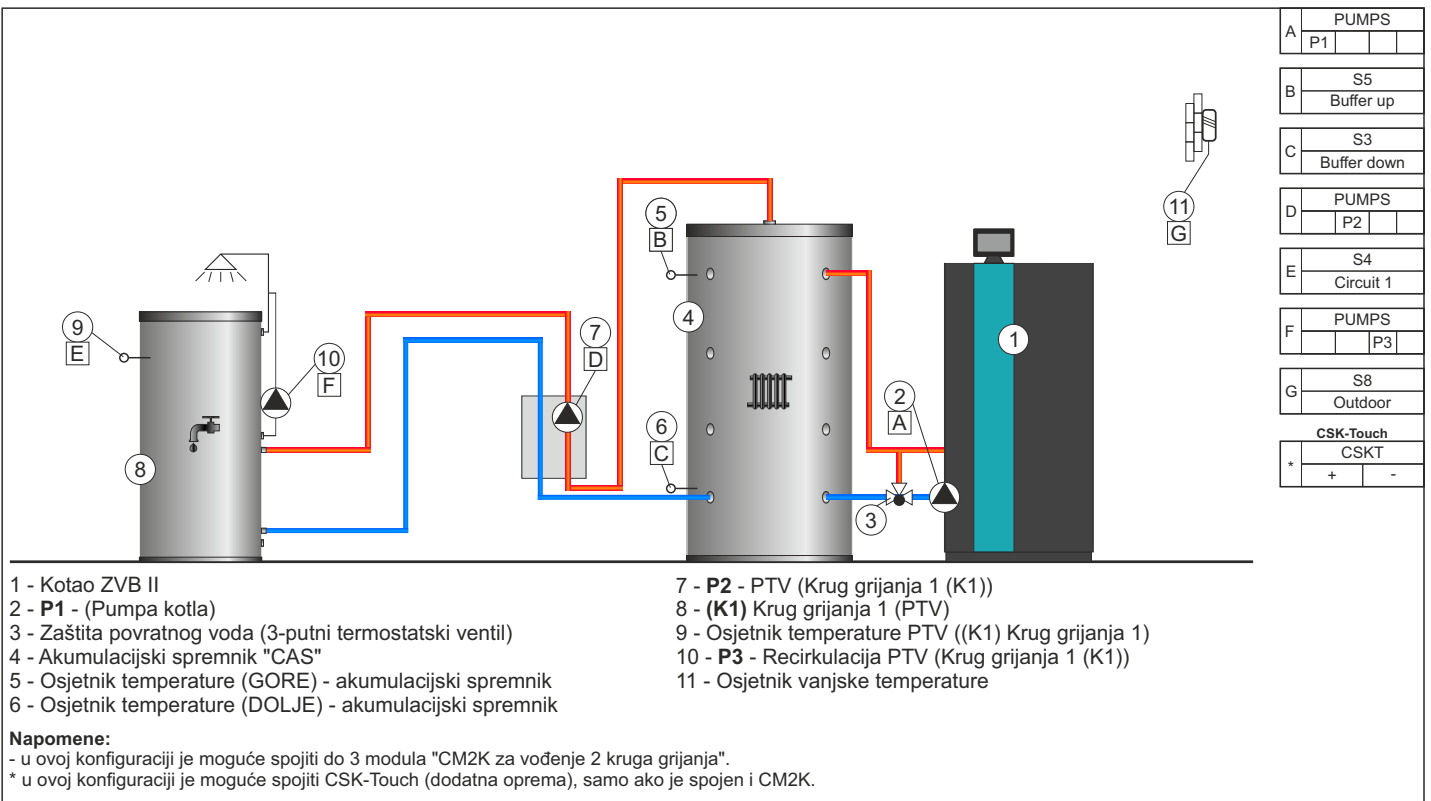 A
PUMPS
P1
B
S5
Buffer up
C
S3
Buffer down
D
PUMPS
P2
E
S4
Circuit 1
F
PUMPS
P3
G
S8
Outdoor
CSK-Touch
*
CSKT
+ -
11
G
5
B
4
1
9
E
7
D
10
F
2
A
6
C
8
3
1 - Kotao ZVB II
2 - P1 - (Pumpa kotla)
3 - Zaštita povratnog voda (3-putni termostatski ventil)
4 - Akumulacijski spremnik "CAS"
5 - Osjetnik temperature (GORE) - akumulacijski spremnik
6 - Osjetnik temperature (DOLJE) - akumulacijski spremnik
7 - P2 - PTV (Krug grijanja 1 (K1))
8 - (K1) Krug grijanja 1 (PTV)
9 - Osjetnik temperature PTV ((K1) Krug grijanja 1)
10 - P3 - Recirkulacija PTV (Krug grijanja 1 (K1))
11 - Osjetnik vanjske temperature
Napomene:
- u ovoj konfiguraciji je moguće spojiti do 3 modula "CM2K za vođenje 2 kruga grijanja".
* u ovoj konfiguraciji je moguće spojiti CSK-Touch (dodatna oprema), samo ako je spojen i CM2K.